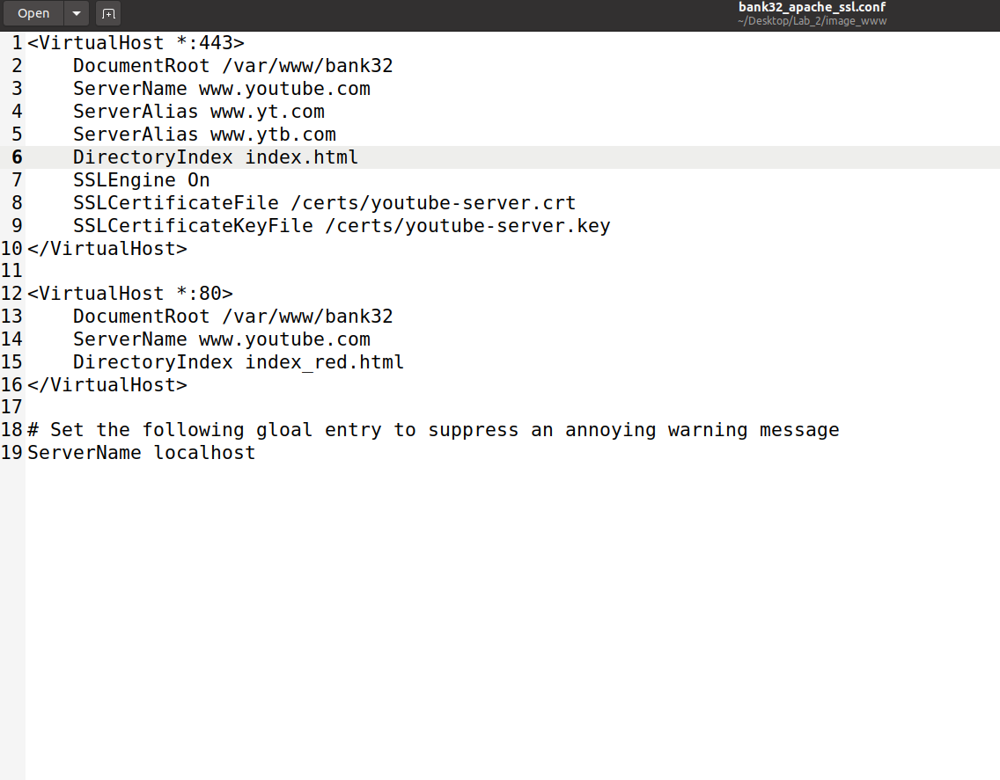 Open
bank32_apache_ssl.conf
~/Desktop/Lab_2/image_www
1 <VirtualHost *:443>
2     DocumentRoot /var/www/bank32
3     ServerName www.youtube.com
4     ServerAlias www.yt.com
5     ServerAlias www.ytb.com
6     DirectoryIndex index.html
7     SSLEngine On
8     SSLCertificateFile /certs/youtube-server.crt
9     SSLCertificateKeyFile /certs/youtube-server.key
10 </VirtualHost>
11
12 <VirtualHost *:80>
13     DocumentRoot /var/www/bank32
14     ServerName www.youtube.com
15     DirectoryIndex index_red.html
16 </VirtualHost>
17
18 # Set the following gloal entry to suppress an annoying warning message
19 ServerName localhost